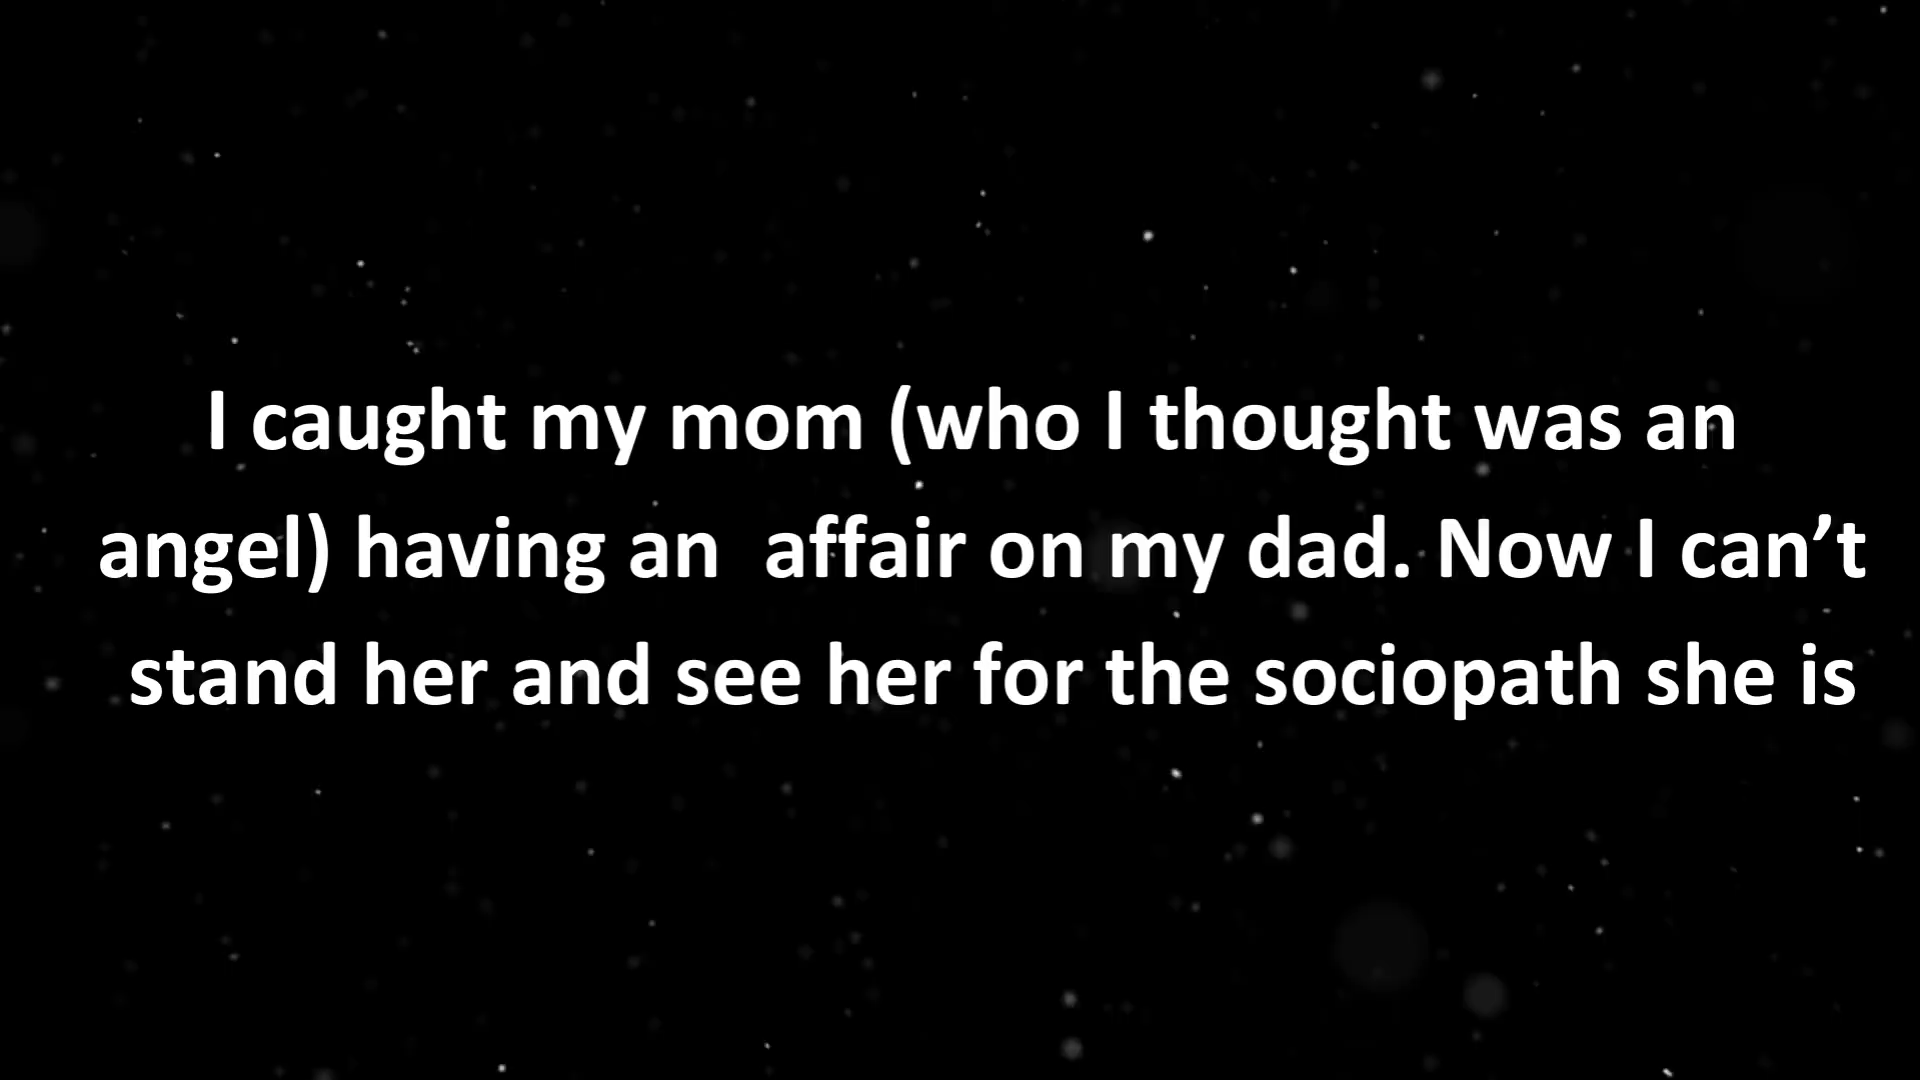 I caught my mom (who I thought was an
angel) having an  affair on my dad. Now I can’t
stand her and see her for the sociopath she is